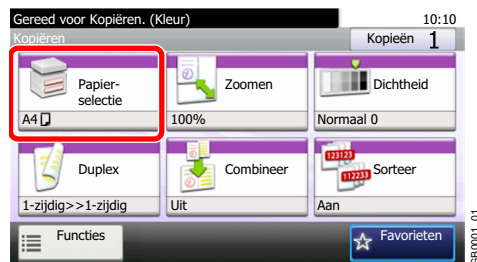 Gereed voor Kopiëren. (Kleur)
10:10
Kopiëren
Kopieën 1
Papier-
selectie
A4
Zoomen
100%
Dichtheid
Normaal 0
Duplex
1-zijdig>>1-zijdig
Combineer
Uit
123123
112233
Sorteer
Aan
Functies
Favorieten